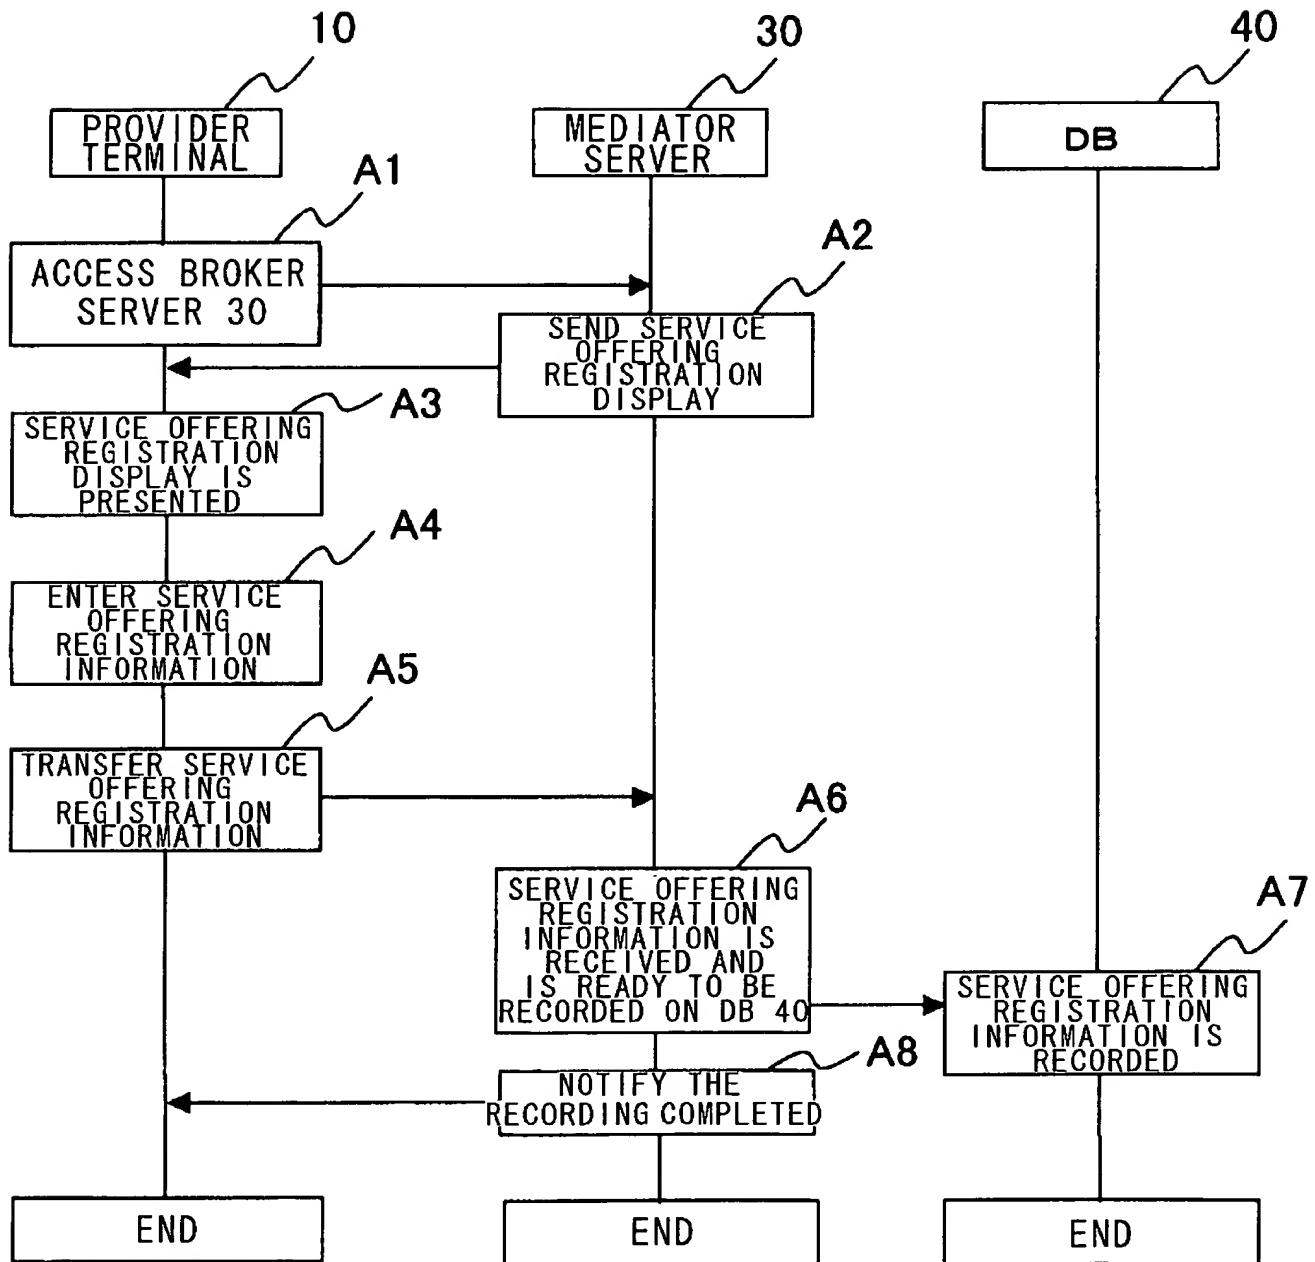 10
30
40
PROVIDER
TERMINAL
MEDIATOR
SERVER
DB
A1
ACCESS BROKER
SERVER 30
A2
SEND SERVICE
OFFERING
REGISTRATION
DISPLAY
A3
SERVICE OFFERING
REGISTRATION
DISPLAY IS
PRESENTED
A4
ENTER SERVICE
OFFERING
REGISTRATION
INFORMATION
A5
TRANSFER SERVICE
OFFERING
REGISTRATION
INFORMATION
A6
SERVICE OFFERING
REGISTRATION
INFORMATION IS
RECEIVED AND
IS READY TO BE
RECORDED ON DB 40
A7
SERVICE OFFERING
REGISTRATION
INFORMATION IS
RECORDED
A8
NOTIFY THE
RECORDING COMPLETED
END
END
END